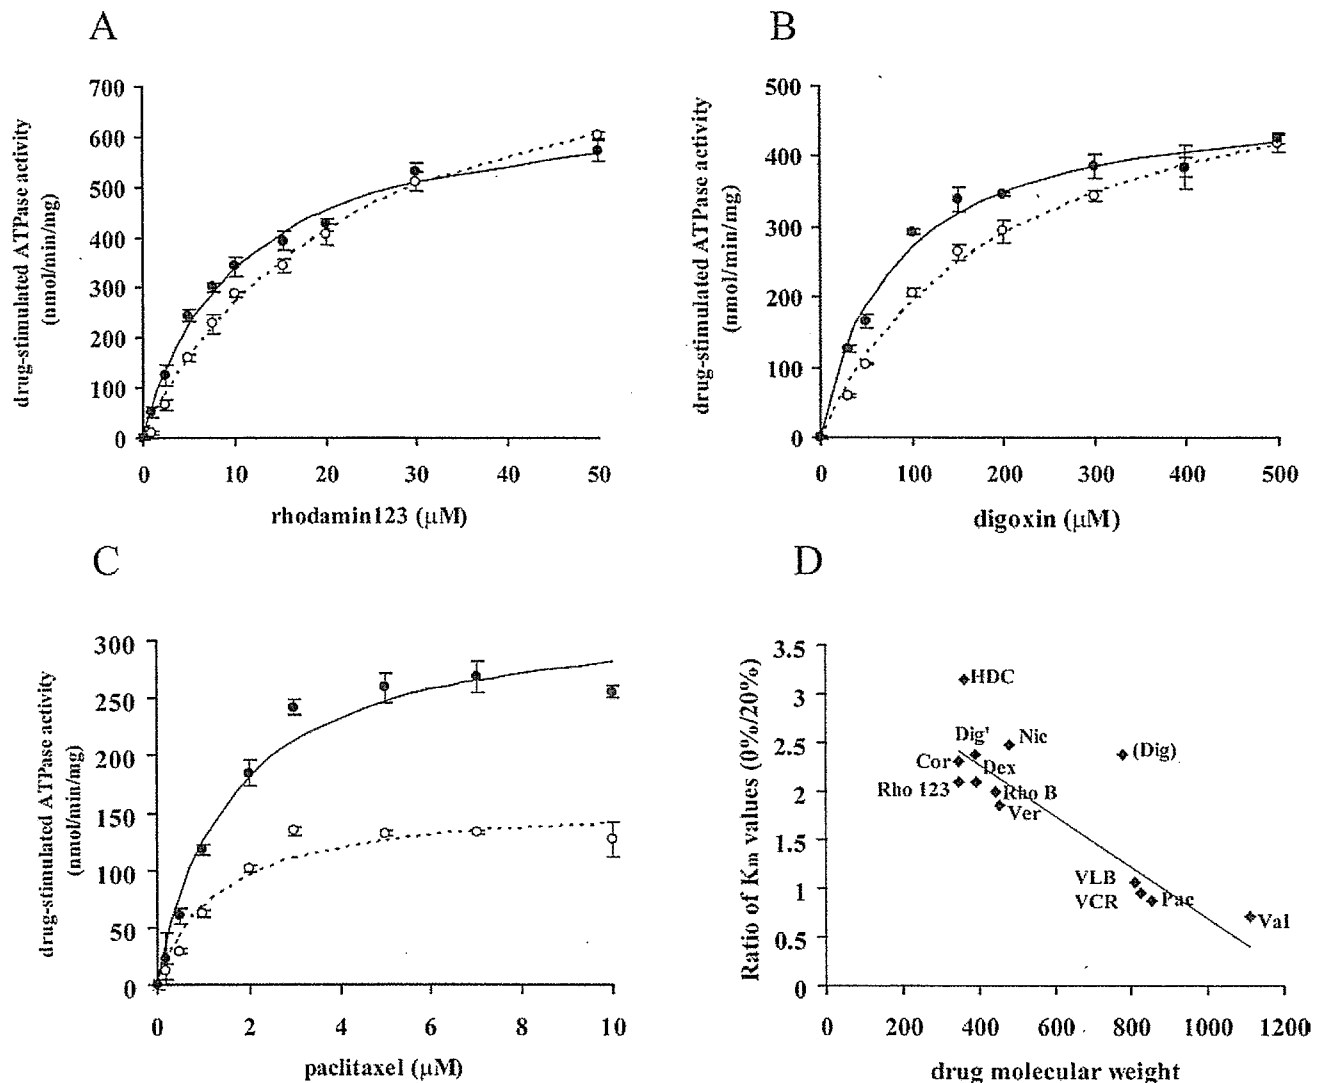 A
drug-stimulated ATPase activity
(nmol/min/mg)
700
600
500
400
300
200
100
0
0 10 20 30 40 50
rhodamin123 (μM)
B
drug-stimulated ATPase activity
(nmol/min/mg)
500
400
300
200
100
0
0 100 200 300 400 500
digoxin (μM)
C
drug-stimulated ATPase activity
(nmol/min/mg)
300
250
200
150
100
50
0
0 2 4 6 8 10
paclitaxel (μM)
D
Ratio of Km values (0%/20%)
3.5
3
2.5
2
1.5
1
0.5
0
HDC
Dig' Nic (Dig)
Cor Dex
Rho 123 Rho B
Ver
VLB
VCR Pac
Val
0 200 400 600 800 1000 1200
drug molecular weight